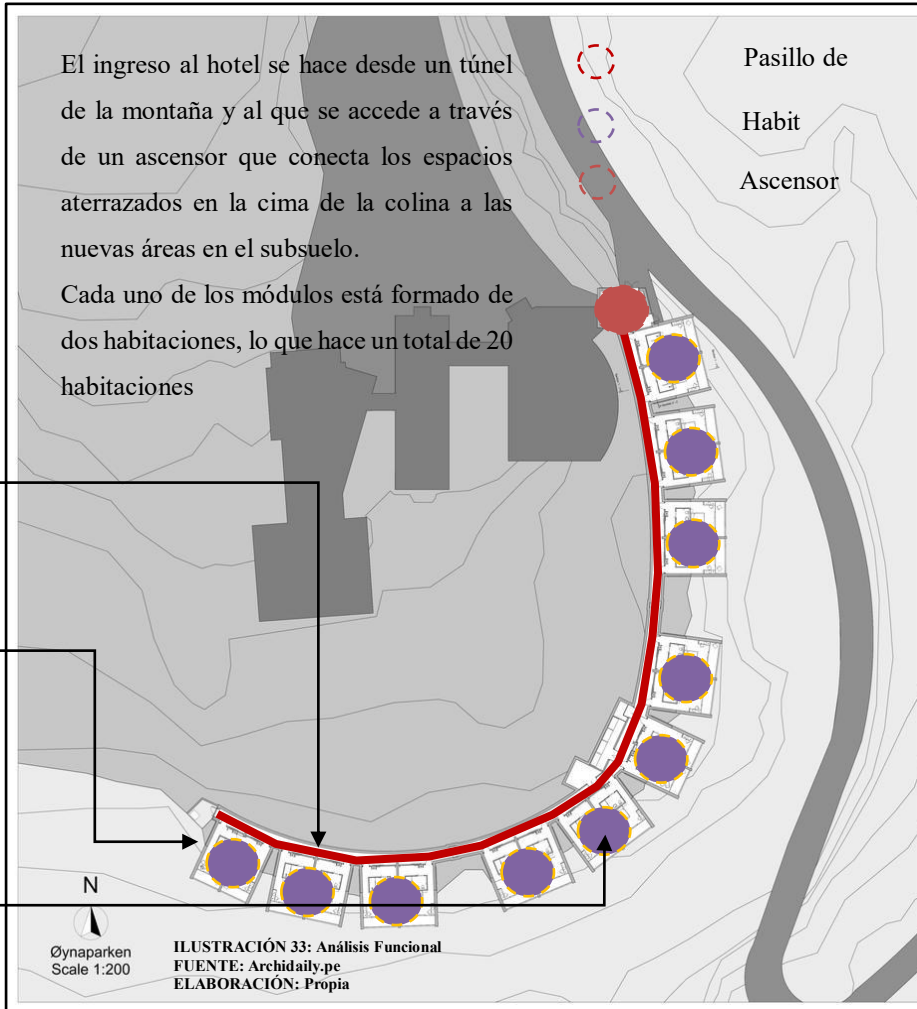 El ingreso al hotel se hace desde un túnel
de la montaña y al que se accede a través
de un ascensor que conecta los espacios
aterrazados en la cima de la colina a las
nuevas áreas en el subsuelo.
Cada uno de los módulos está formado de
dos habitaciones, lo que hace un total de 20
habitaciones
Pasillo de
Habit
Ascensor
N
Øynaparken
Scale 1:200
ILUSTRACIÓN 33: Análisis Funcional
FUENTE: Archidaily.pe
ELABORACIÓN: Propia